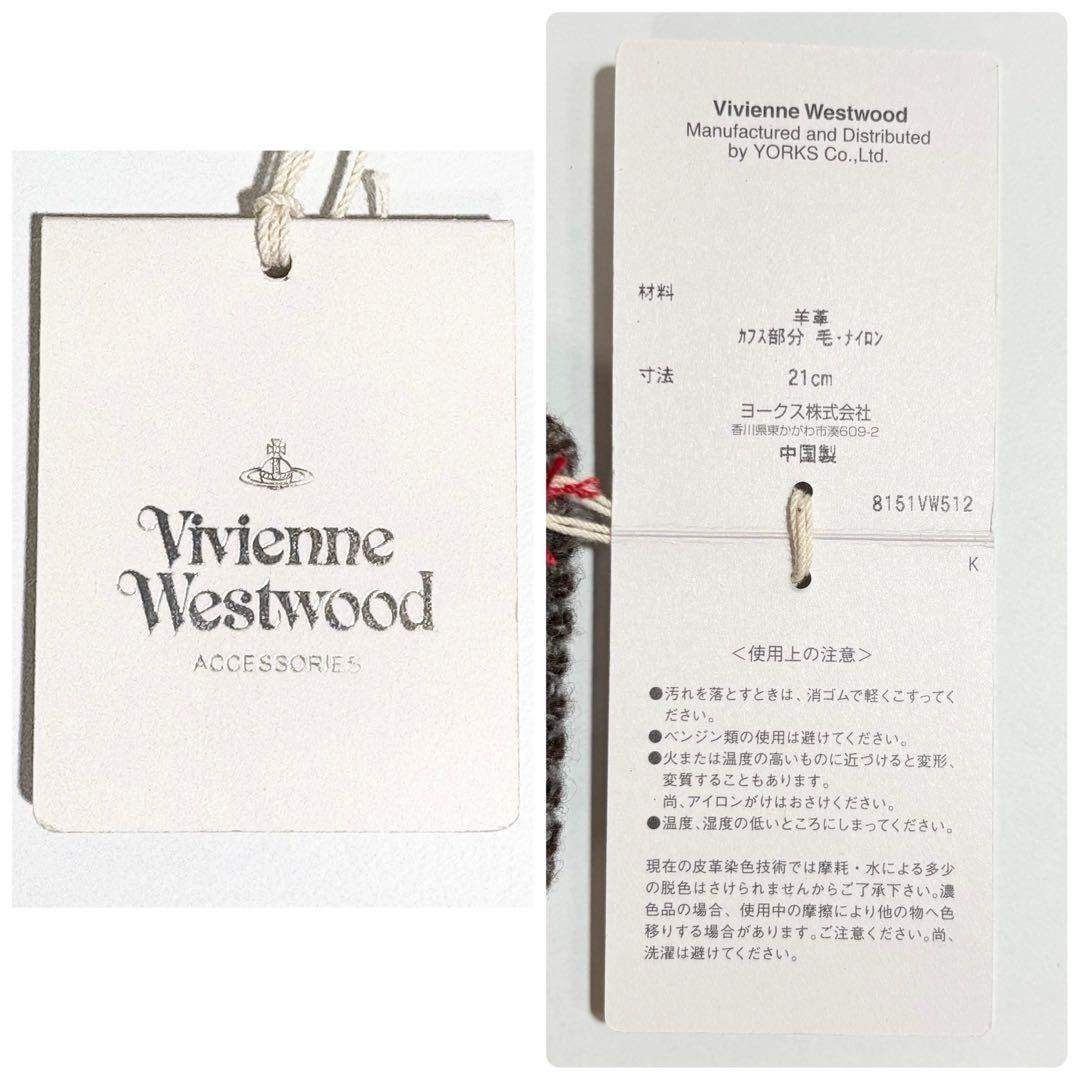 Vivienne
Westwood
ACCESSORIES
Vivienne Westwood
Manufactured and Distributed
by YORKS Co.,Ltd.
材料
羊革
ｶﾌｽ部分 毛・ﾅｲﾛﾝ
寸法 21cm
ヨークス株式会社
香川県東かがわ市湊609-2
中国製
8151VW512
K
＜使用上の注意＞
●汚れを落とすときは、消ゴムで軽くこすってく
ださい。
●ベンジン類の使用は避けてください。
●火または温度の高いものに近づけると変形、
変質することもあります。
尚、アイロンがけはおさけください。
●温度、湿度の低いところにしまってください。
現在の皮革染色技術では摩耗・水による多少
の脱色はさけられませんからご了承下さい。濃
色品の場合、使用中の摩擦により他の物へ色
移りする場合があります。ご注意ください。尚、
洗濯は避けてください。